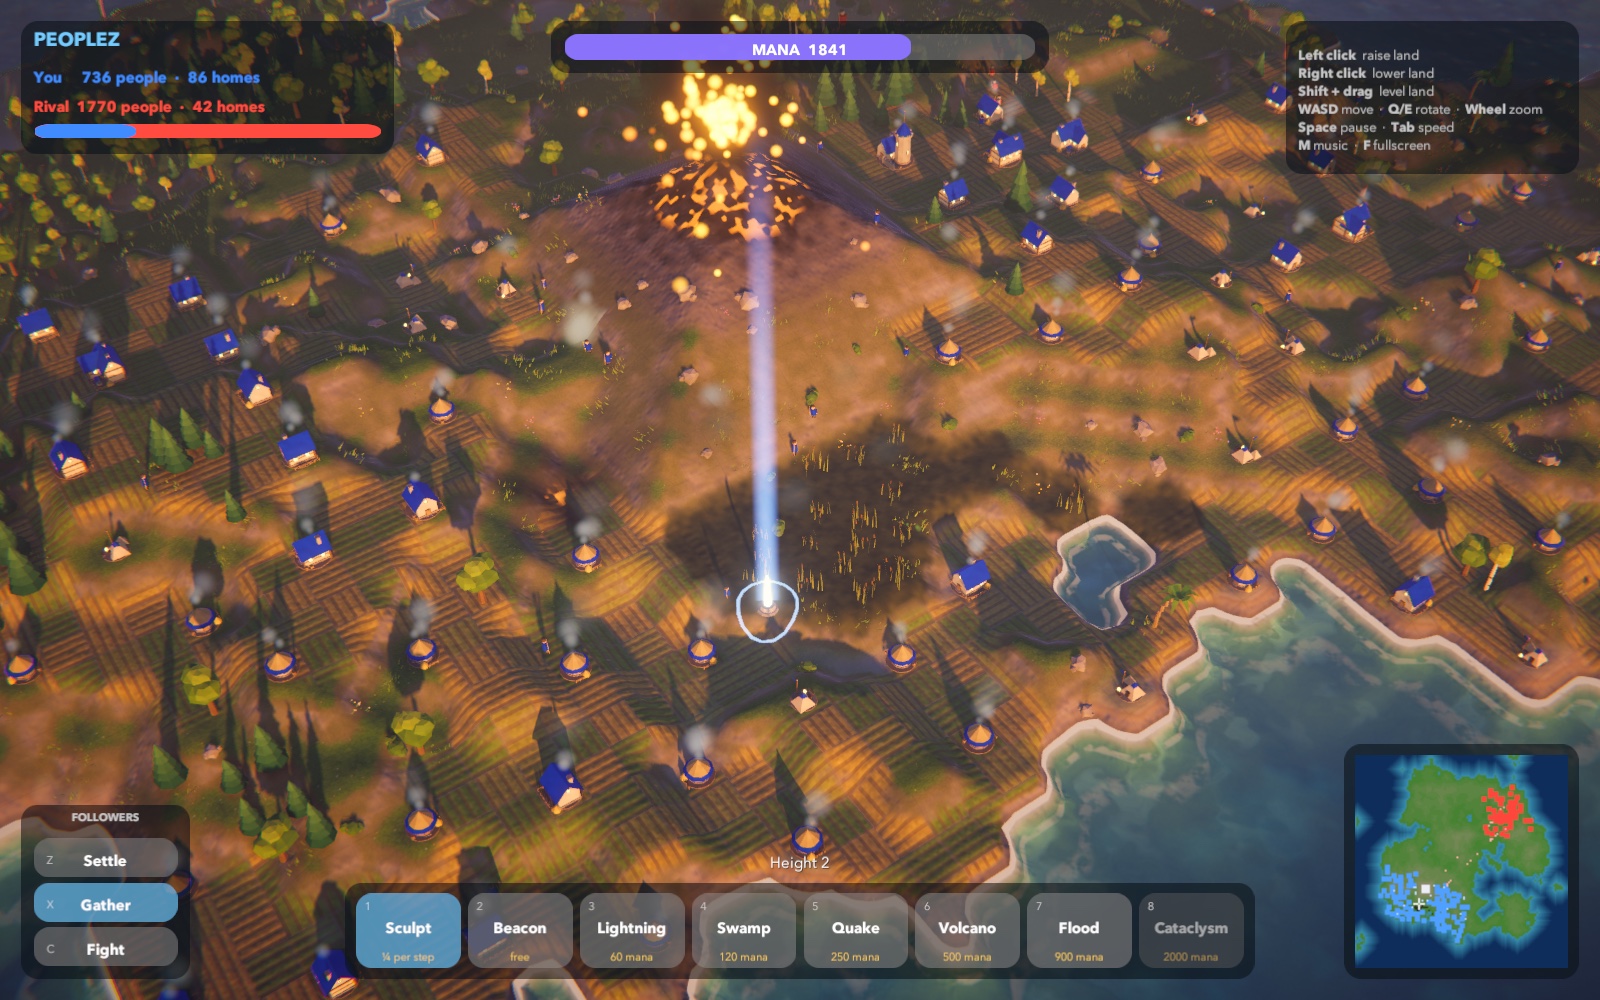 PEOPLEZ
You 736 people · 86 homes
Rival 1770 people · 42 homes
MANA 1841
Left click raise land
Right click lower land
Shift + drag level land
WASD move · Q/E rotate · Wheel zoom
Space pause · Tab speed
M music · F fullscreen
FOLLOWERS
Z Settle
X Gather
C Fight
Height 2
1 Sculpt ¼ per step
2 Beacon free
3 Lightning 60 mana
4 Swamp 120 mana
5 Quake 250 mana
6 Volcano 500 mana
7 Flood 900 mana
8 Cataclysm 2000 mana